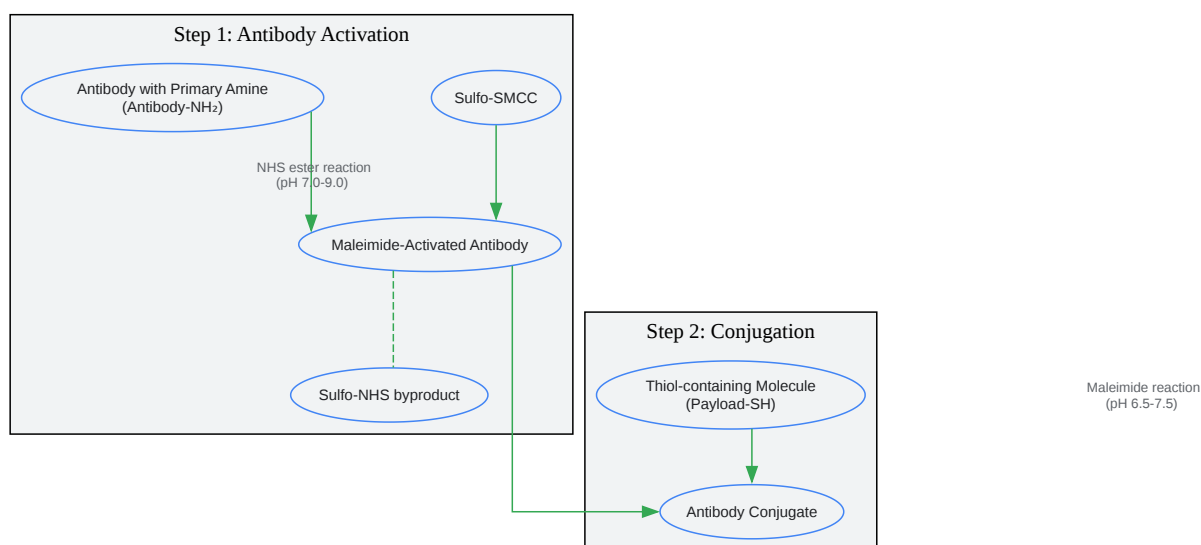 Step 1: Antibody Activation
Antibody with Primary Amine
(Antibody-NH₂)
Sulfo-SMCC
NHS ester reaction
(pH 7.0-9.0)
Maleimide-Activated Antibody
Sulfo-NHS byproduct
Step 2: Conjugation
Thiol-containing Molecule
(Payload-SH)
Maleimide reaction
(pH 6.5-7.5)
Antibody Conjugate